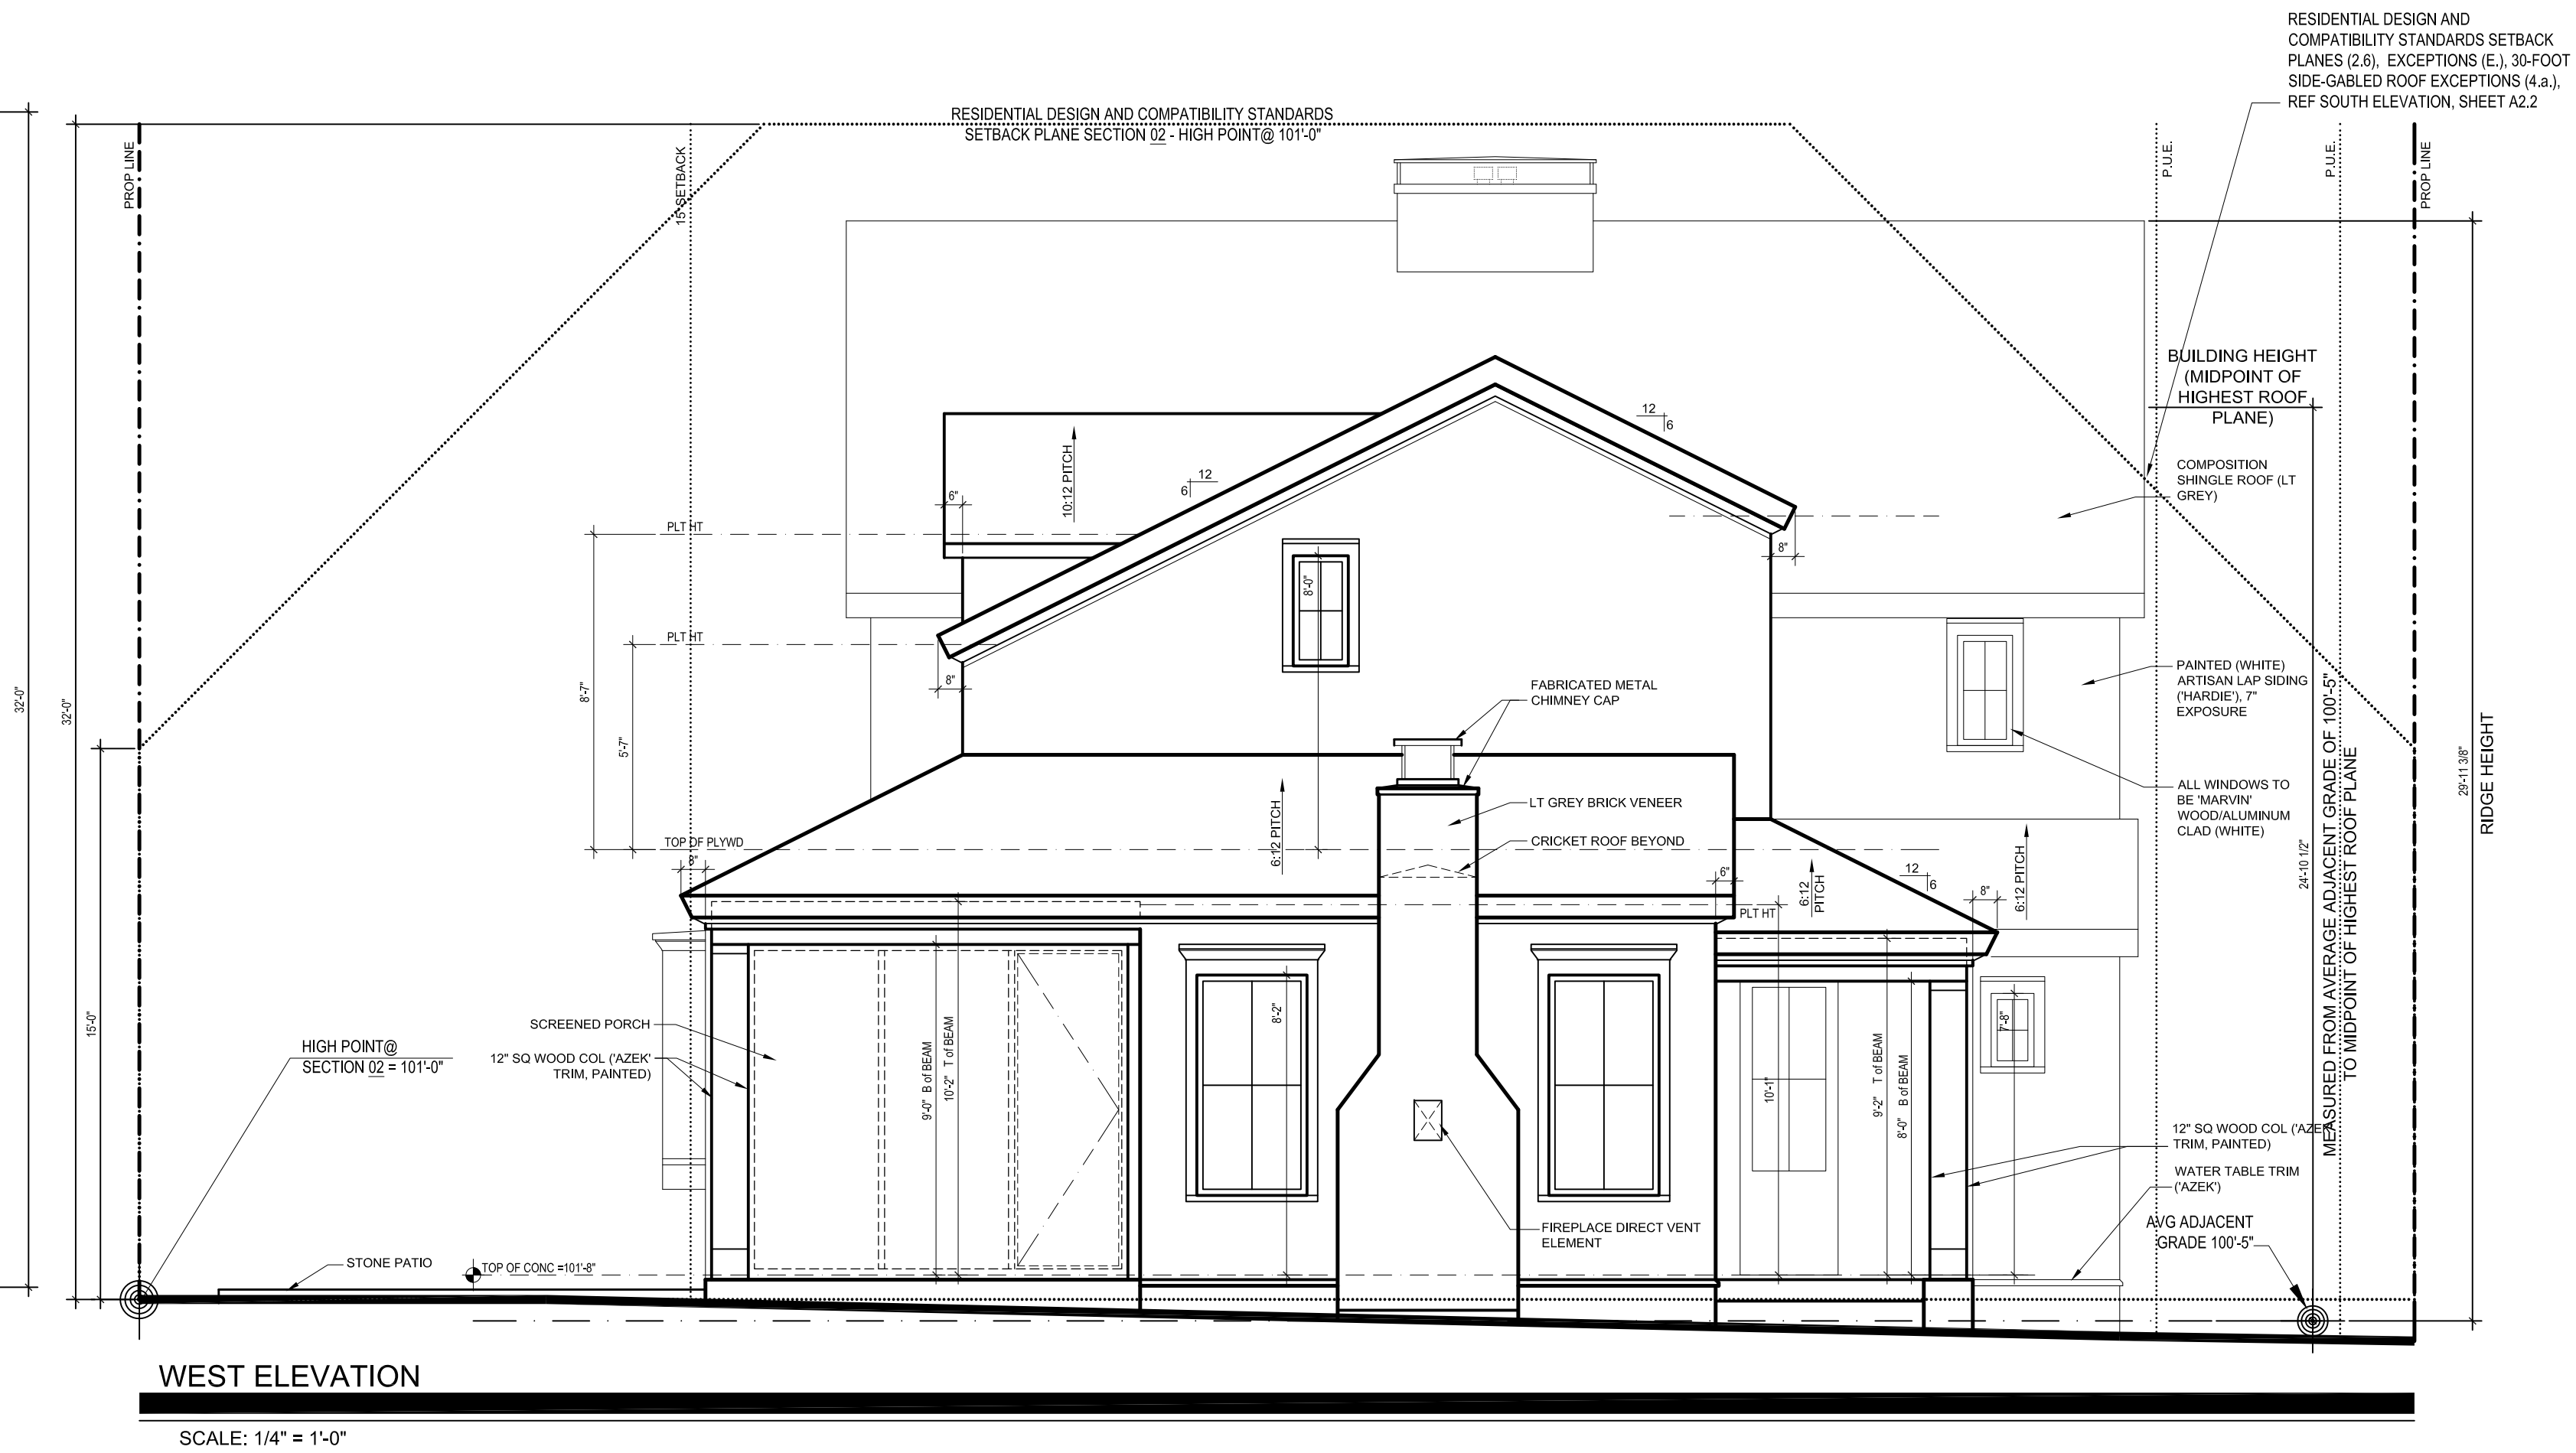 RESIDENTIAL DESIGN AND
COMPATIBILITY STANDARDS SETBACK
PLANES (2.6), EXCEPTIONS (E.), 30-FOOT
SIDE-GABLED ROOF EXCEPTIONS (4.a.),
REF SOUTH ELEVATION, SHEET A2.2
RESIDENTIAL DESIGN AND COMPATIBILITY STANDARDS
SETBACK PLANE SECTION 02 - HIGH POINT@ 101'-0"
PROP LINE
15' SETBACK
P.U.E.
P.U.E.
PROP LINE
BUILDING HEIGHT
(MIDPOINT OF
HIGHEST ROOF
PLANE)
12
6
12
6
10:12 PITCH
6"
COMPOSITION
SHINGLE ROOF (LT
GREY)
PLT HT
8"
8'-0"
PLT HT
8"
32'-0"
32'-0"
8'-7"
5'-7"
FABRICATED METAL
CHIMNEY CAP
PAINTED (WHITE)
ARTISAN LAP SIDING
('HARDIE'), 7"
EXPOSURE
ALL WINDOWS TO
BE 'MARVIN'
WOOD/ALUMINUM
CLAD (WHITE)
MEASURED FROM AVERAGE ADJACENT GRADE OF 100'-5"
TO MIDPOINT OF HIGHEST ROOF PLANE
24'-10 1/2"
29'-11 3/8"
RIDGE HEIGHT
LT GREY BRICK VENEER
CRICKET ROOF BEYOND
TOP OF PLYWD
8"
6:12 PITCH
6"
6:12
PITCH
12
6
8"
6:12 PITCH
PLT HT
15'-0"
HIGH POINT@
SECTION 02 = 101'-0"
SCREENED PORCH
12" SQ WOOD COL ('AZEK'
TRIM, PAINTED)
9'-0" B of BEAM
10'-2" T of BEAM
8'-2"
10'-1"
9'-2" T of BEAM
8'-0" B of BEAM
7'-8"
12" SQ WOOD COL ('AZEK'
TRIM, PAINTED)
WATER TABLE TRIM
('AZEK')
AVG ADJACENT
GRADE 100'-5"
FIREPLACE DIRECT VENT
ELEMENT
STONE PATIO
TOP OF CONC =101'-8"
WEST ELEVATION
SCALE: 1/4" = 1'-0"